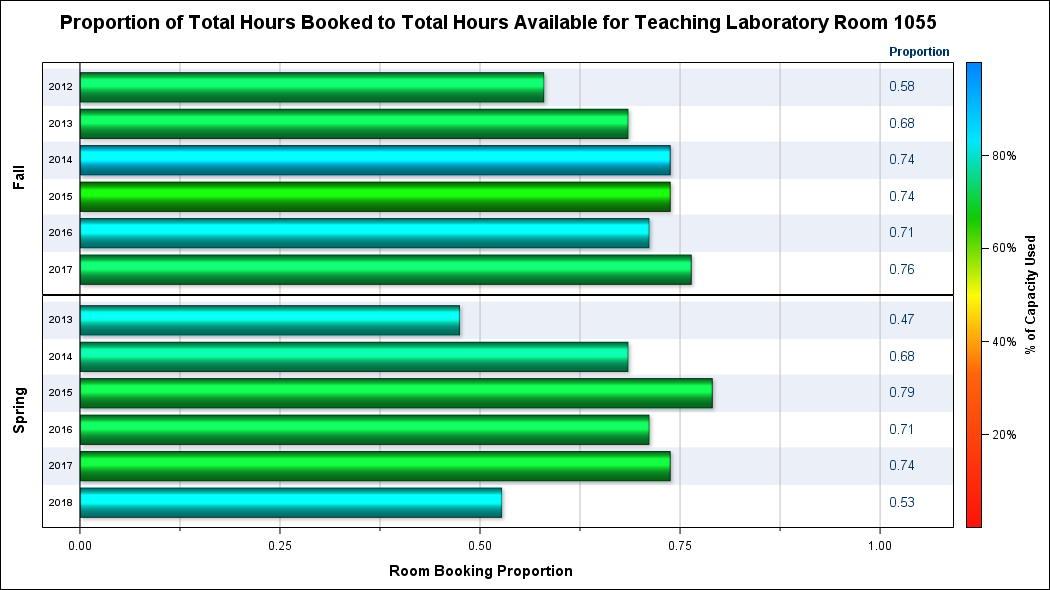 Proportion of Total Hours Booked to Total Hours Available for Teaching Laboratory Room 1055
Proportion
Fall
2012 0.58
2013 0.68
2014 0.74
2015 0.74
2016 0.71
2017 0.76
Spring
2013 0.47
2014 0.68
2015 0.79
2016 0.71
2017 0.74
2018 0.53
0.00 0.25 0.50 0.75 1.00
Room Booking Proportion
80%
60%
40%
20%
% of Capacity Used